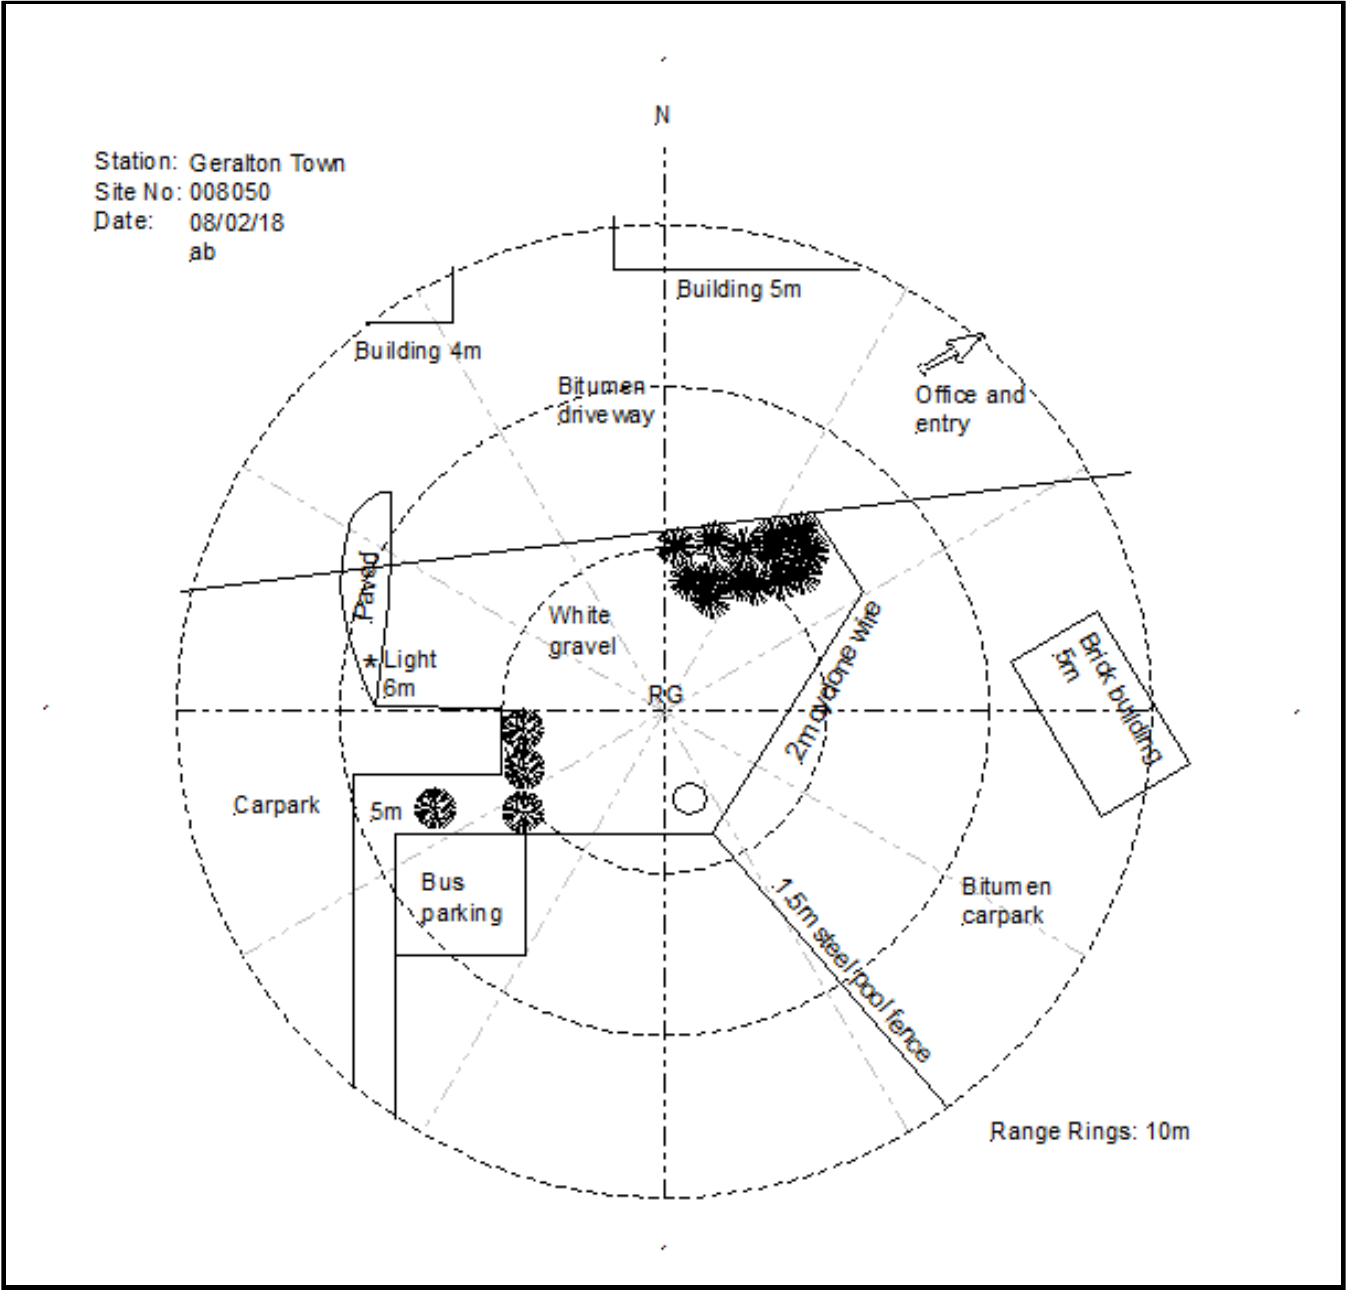 N
Station: Geralton Town
Site No: 008050
Date: 08/02/18
ab
Building 5m
Building 4m
Bitumen
driveway
Office and
entry
Paved
White
gravel
Light
6m
RG
2m cyclone wire
Brick building
5m
Carpark
5m
Bus
parking
1.5m steel pool fence
Bitumen
carpark
Range Rings: 10m